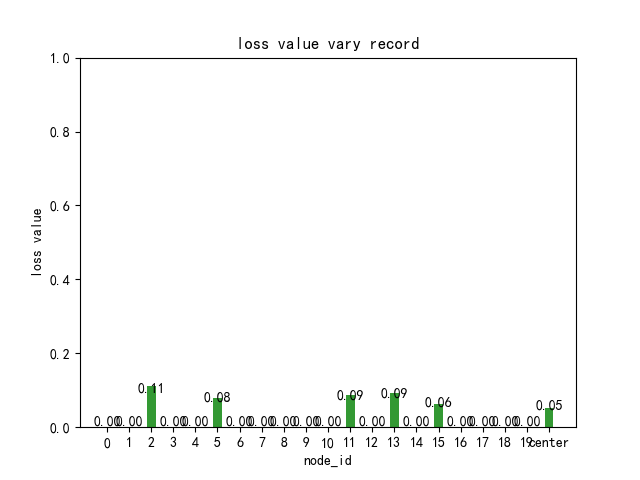 loss value vary record
1.0
0.8
0.6
0.4
0.2
0.0
loss value
0.00 0.00 0.11 0.00 0.00 0.08 0.00 0.00 0.00 0.00 0.00 0.09 0.00 0.09 0.00 0.06 0.00 0.00 0.00 0.00 0.05
0 1 2 3 4 5 6 7 8 9 10 11 12 13 14 15 16 17 18 19 center
node_id